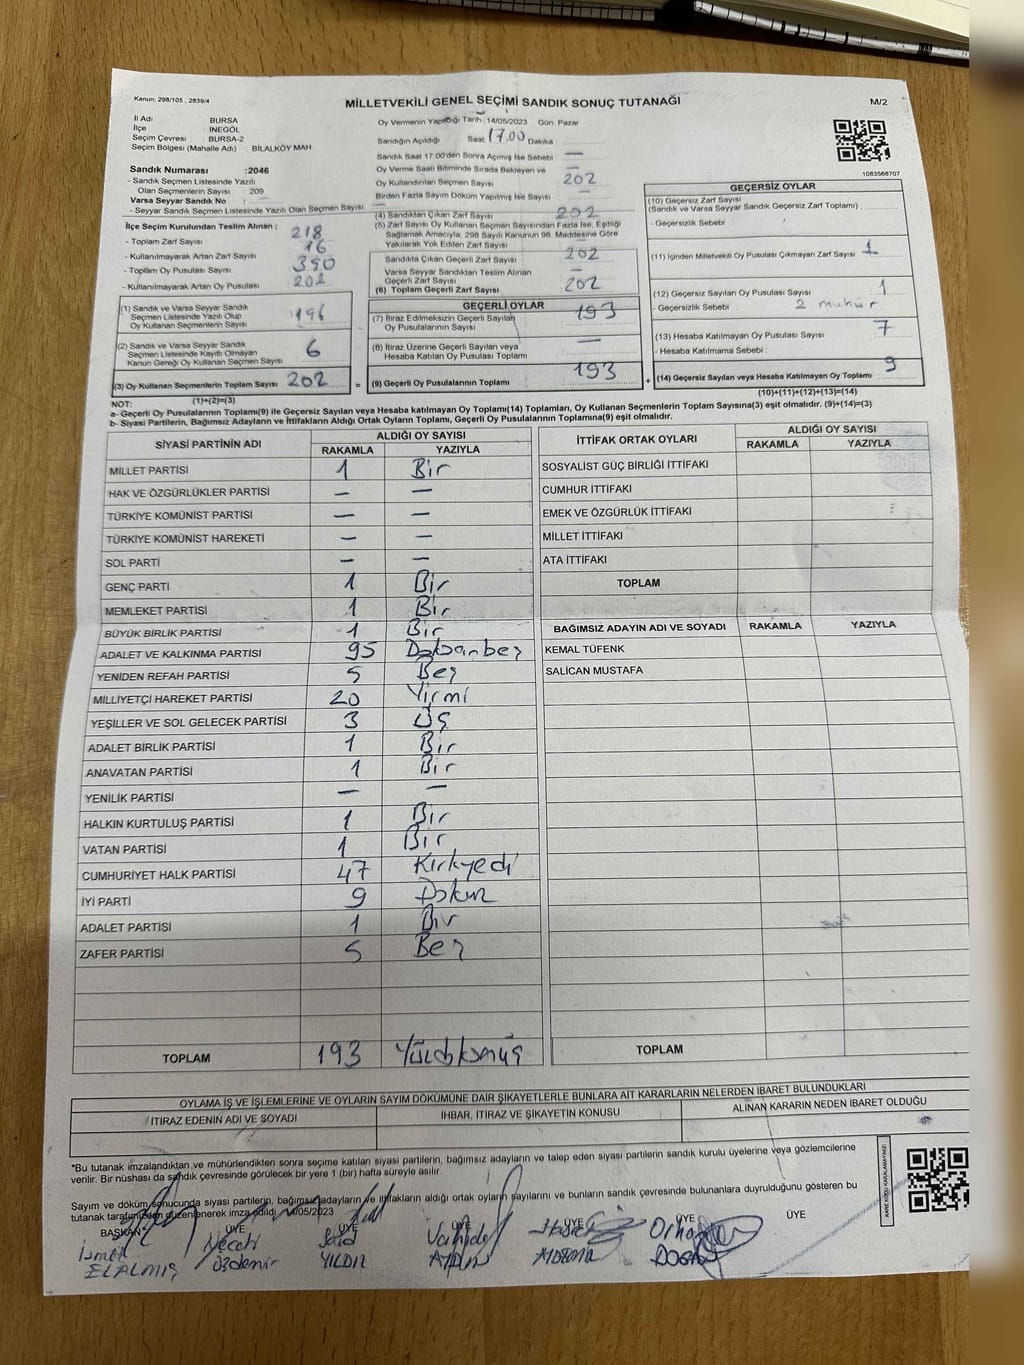 Kanun: 298/105 , 2839/4
MİLLETVEKİLİ GENEL SEÇİMİ SANDIK SONUÇ TUTANAĞI
M/2
İl Adı BURSA
İlçe İNEGÖL
Seçim Çevresi BURSA-2
Seçim Bölgesi (Mahalle Adı) BİLALKÖY MAH.
Sandık Numarası :2046
- Sandık Seçmen Listesinde Yazılı
Olan Seçmenlerin Sayısı : 209
Varsa Seyyar Sandık No : —
- Seyyar Sandık Seçmen Listesinde Yazılı Olan Seçmen Sayısı
İlçe Seçim Kurulundan Teslim Alınan :
- Toplam Zarf Sayısı 218
- Kullanılmayarak Artan Zarf Sayısı 16
- Toplam Oy Pusulası Sayısı 390
- Kullanılmayarak Artan Oy Pusulası 202
(1) Sandık ve Varsa Seyyar Sandık
Seçmen Listesinde Yazılı Olup
Oy Kullanan Seçmenlerin Sayısı 196
(2) Sandık ve Varsa Seyyar Sandık
Seçmen Listesinde Kayıtlı Olmayan
Kanun Gereği Oy Kullanan Seçmen Sayısı 6
(3) Oy Kullanan Seçmenlerin Toplam Sayısı 202 =
(1)+(2)=(3)
Oy Vermenin Yapıldığı Tarih :14/05/2023 Gün. Pazar
Sandığın Açıldığı Saat 17.00 Dakika
Sandık Saat 17.00'den Sonra Açılmış İse Sebebi —
Oy Verme Saati Bitiminde Sırada Bekleyen ve —
Oy Kullandırılan Seçmen Sayısı 202
Birden Fazla Sayım Döküm Yapılmış İse Sayısı —
(4) Sandıktan Çıkan Zarf Sayısı 202
(5) Zarf Sayısı Oy Kullanan Seçmen Sayısından Fazla İse, Eşitliği
Sağlamak Amacıyla, 298 Sayılı Kanunun 98. Maddesine Göre
Yakılarak Yok Edilen Zarf Sayısı —
Sandıkta Çıkan Geçerli Zarf Sayısı 202
Varsa Seyyar Sandıktan Teslim Alınan
Geçerli Zarf Sayısı —
(6) Toplam Geçerli Zarf Sayısı 202
GEÇERLİ OYLAR
(7) İtiraz Edilmeksizin Geçerli Sayılan
Oy Pusulalarının Sayısı 193
(8) İtiraz Üzerine Geçerli Sayılan veya
Hesaba Katılan Oy Pusulası Toplamı —
(9) Geçerli Oy Pusulalarının Toplamı 193 +
1083568707
GEÇERSİZ OYLAR
(10) Geçersiz Zarf Sayısı
(Sandık ve Varsa Seyyar Sandık Geçersiz Zarf Toplamı) :
- Geçersizlik Sebebi :
(11) İçinden Milletvekili Oy Pusulası Çıkmayan Zarf Sayısı 1
(12) Geçersiz Sayılan Oy Pusulası Sayısı 1
- Geçersizlik Sebebi : 2 mühür
(13) Hesaba Katılmayan Oy Pusulası Sayısı 7
- Hesaba Katılmama Sebebi :
(14) Geçersiz Sayılan veya Hesaba Katılmayan Oy Toplamı 9
(10)+(11)+(12)+(13)=(14)
NOT:
a- Geçerli Oy Pusulalarının Toplamı(9) ile Geçersiz Sayılan veya Hesaba katılmayan Oy Toplamı(14) Toplamları, Oy Kullanan Seçmenlerin Toplam Sayısına(3) eşit olmalıdır. (9)+(14)=(3)
b- Siyasi Partilerin, Bağımsız Adayların ve İttifakların Aldığı Ortak Oyların Toplamı, Geçerli Oy Pusulalarının Toplamına(9) eşit olmalıdır.
SİYASİ PARTİNİN ADI ALDIĞI OY SAYISI
RAKAMLA YAZIYLA
MİLLET PARTİSİ 1 Bir
HAK VE ÖZGÜRLÜKLER PARTİSİ — —
TÜRKİYE KOMÜNİST PARTİSİ — —
TÜRKİYE KOMÜNİST HAREKETİ — —
SOL PARTİ — —
GENÇ PARTİ 1 Bir
MEMLEKET PARTİSİ 1 Bir
BÜYÜK BİRLİK PARTİSİ 1 Bir
ADALET VE KALKINMA PARTİSİ 95 Doksanbeş
YENİDEN REFAH PARTİSİ 5 Beş
MİLLİYETÇİ HAREKET PARTİSİ 20 Yirmi
YEŞİLLER VE SOL GELECEK PARTİSİ 3 Üç
ADALET BİRLİK PARTİSİ 1 Bir
ANAVATAN PARTİSİ 1 Bir
YENİLİK PARTİSİ — —
HALKIN KURTULUŞ PARTİSİ 1 Bir
VATAN PARTİSİ 1 Bir
CUMHURİYET HALK PARTİSİ 47 Kırkyedi
İYİ PARTİ 9 Dokuz
ADALET PARTİSİ 1 Bir
ZAFER PARTİSİ 5 Beş
TOPLAM 193 Yüzdoksanüç
İTTİFAK ORTAK OYLARI ALDIĞI OY SAYISI
RAKAMLA YAZIYLA
SOSYALİST GÜÇ BİRLİĞİ İTTİFAKI
CUMHUR İTTİFAKI
EMEK VE ÖZGÜRLÜK İTTİFAKI
MİLLET İTTİFAKI
ATA İTTİFAKI
TOPLAM
BAĞIMSIZ ADAYIN ADI VE SOYADI RAKAMLA YAZIYLA
KEMAL TÜFENK
SALİCAN MUSTAFA
TOPLAM
OYLAMA İŞ VE İŞLEMLERİNE VE OYLARIN SAYIM DÖKÜMÜNE DAİR ŞİKAYETLERLE BUNLARA AİT KARARLARIN NELERDEN İBARET BULUNDUKLARI
İTİRAZ EDENİN ADI VE SOYADI İHBAR, İTİRAZ VE ŞİKAYETİN KONUSU ALINAN KARARIN NEDEN İBARET OLDUĞU
*Bu tutanak imzalandıktan ve mühürlendikten sonra seçime katılan siyasi partilerin, bağımsız adayların ve talep eden siyasi partilerin sandık kurulu üyelerine veya gözlemcilerine
verilir. Bir nüshası da sandık çevresinde görülecek bir yere 1 (bir) hafta süreyle asılır.
Sayım ve döküm sonucunda siyasi partilerin, bağımsız adayların ve ittifakların aldığı ortak oyların sayılarını ve bunların sandık çevresinde bulunanlara duyrulduğunu gösteren bu
tutanak tarafımızdan düzenlenerek imza edildi. 14/05/2023
KARE KODU KARALAMAYINIZ!
BAŞKAN ÜYE ÜYE ÜYE ÜYE ÜYE ÜYE
İsmet Necati Said Orhan
ELALMIŞ Özdemir YILDIR DOĞAN